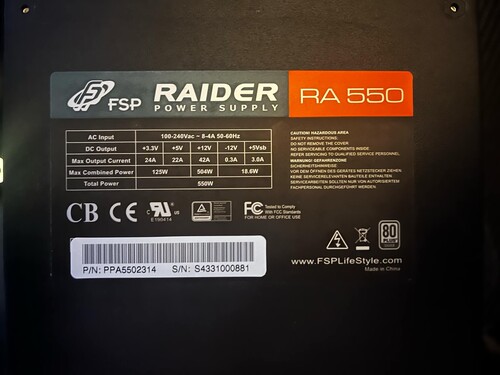 FSP RAIDER POWER SUPPLY RA 550
AC Input 100-240Vac ~ 8-4A 50-60Hz
DC Output +3.3V +5V +12V -12V +5Vsb
Max Output Current 24A 22A 42A 0.3A 3.0A
Max Combined Power 125W 504W 18.6W
Total Power 550W
CAUTION! HAZARDOUS AREA
SAFETY INSTRUCTIONS:
DO NOT REMOVE THE COVER
NO SERVICEABLE COMPONENTS INSIDE
REFER SERVICING TO QUALIFIED SERVICE PERSONNEL
WARNUNG! GEFAHRENZONE
SICHERHEITSHINWEISE
VOR DEM ÖFFNEN DES GERÄTES NETZSTECKER ZIEHEN
KEINE SERVICERELEVANTEN BAUTEILE ENTHALTEN.
SERVICEARBEITEN SOLLTEN NUR VON AUTORISIERTEM
FACHPERSONAL DURCHGEFÜHRT WERDEN.
CB CE c RU us
E190414
FC Tested to Comply
With FCC Standards
FOR HOME OR OFFICE USE
80 PLUS
P/N: PPA5502314 S/N: S4331000881
www.FSPLifeStyle.com
Made in China